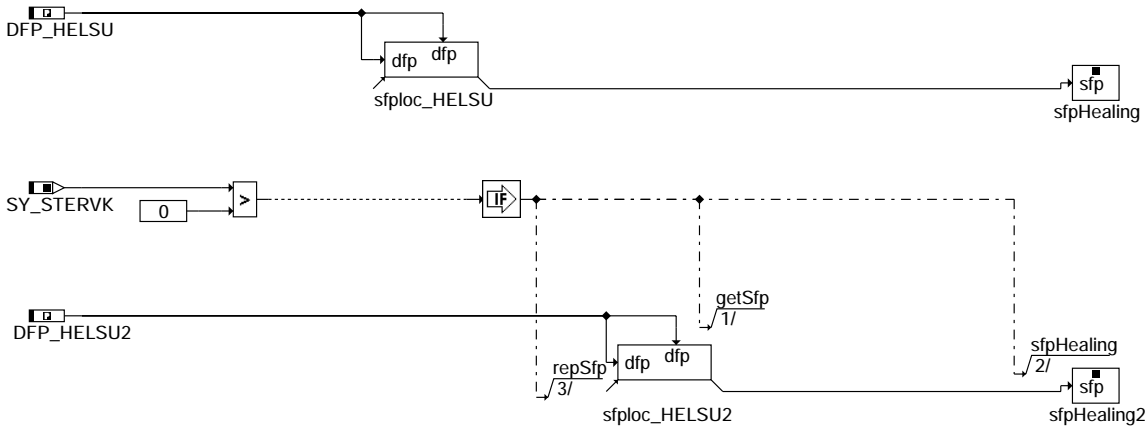 DFP_HELSU
dfp dfp
sfploc_HELSU
sfp
sfpHealing
SY_STERVK
0
>
IF
DFP_HELSU2
getSfp
1/
dfp dfp
repSfp
3/
sfploc_HELSU2
sfpHealing
2/
sfp
sfpHealing2